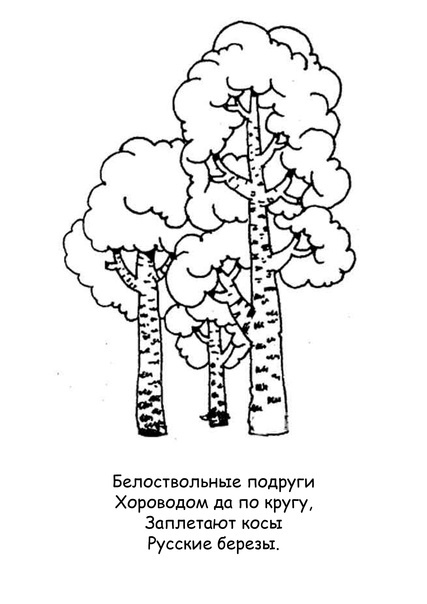 Белоствольные подруги
Хороводом да по кругу,
Заплетают косы
Русские березы.